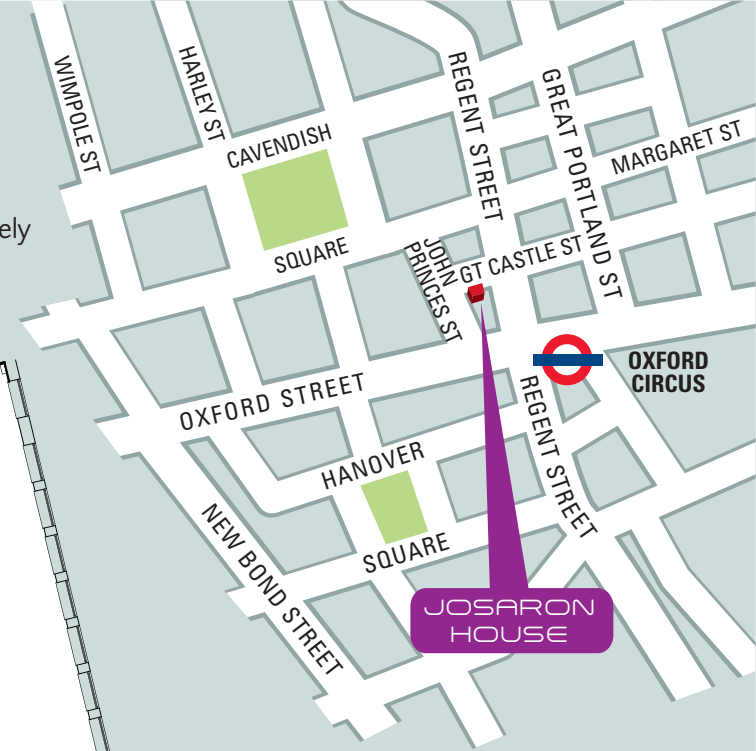 WIMPOLE ST
HARLEY ST
REGENT STREET
GREAT PORTLAND ST
CAVENDISH
SQUARE
MARGARET ST
ely
JOHN
PRINCES ST
GT CASTLE ST
OXFORD
CIRCUS
OXFORD STREET
REGENT STREET
HANOVER
SQUARE
NEW BOND STREET
JOSARON
HOUSE